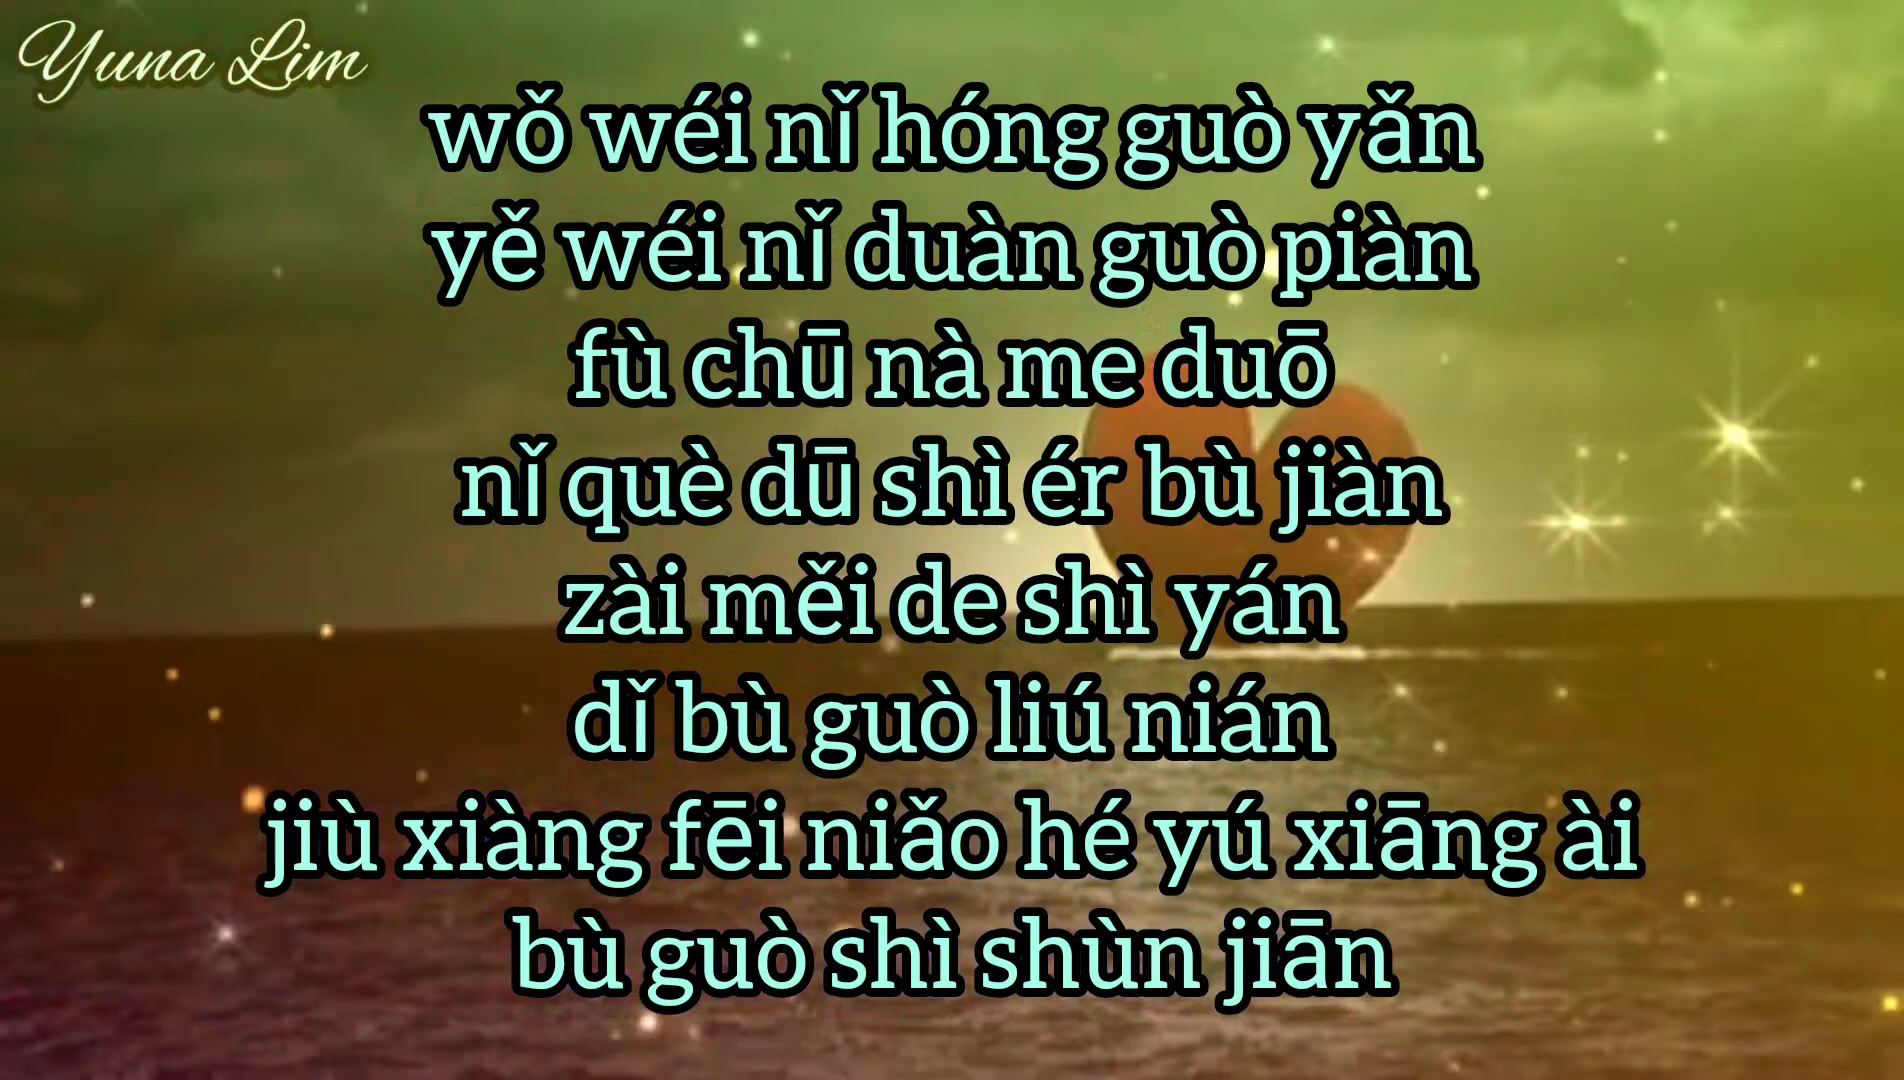 Yuna Lim
wǒ wéi nǐ hóng guò yǎn
yě wéi nǐ duàn guò piàn
fù chū nà me duō
nǐ què dū shì ér bù jiàn
zài měi de shì yán
dǐ bù guò liú nián
jiù xiàng fēi niǎo hé yú xiāng ài
bù guò shì shùn jiān